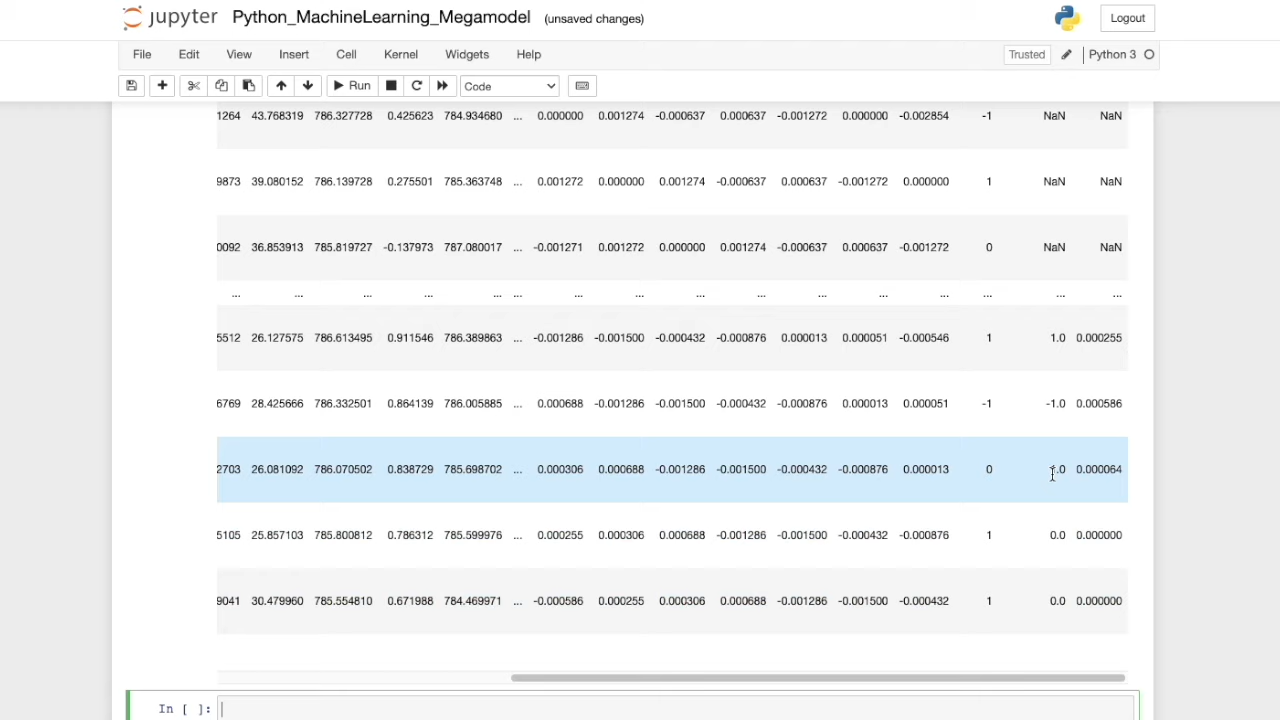 jupyter Python_MachineLearning_Megamodel (unsaved changes) Logout
File Edit View Insert Cell Kernel Widgets Help Trusted Python 3
Run Code
1264 43.768319 786.327728 0.425623 784.934680 ... 0.000000 0.001274 -0.000637 0.000637 -0.001272 0.000000 -0.002854 -1 NaN NaN
9873 39.080152 786.139728 0.275501 785.363748 ... 0.001272 0.000000 0.001274 -0.000637 0.000637 -0.001272 0.000000 1 NaN NaN
0092 36.853913 785.819727 -0.137973 787.080017 ... -0.001271 0.001272 0.000000 0.001274 -0.000637 0.000637 -0.001272 0 NaN NaN
... ... ... ... ... ... ... ... ... ... ... ... ... ... ... ...
5512 26.127575 786.613495 0.911546 786.389863 ... -0.001286 -0.001500 -0.000432 -0.000876 0.000013 0.000051 -0.000546 1 1.0 0.000255
6769 28.425666 786.332501 0.864139 786.005885 ... 0.000688 -0.001286 -0.001500 -0.000432 -0.000876 0.000013 0.000051 -1 -1.0 0.000586
2703 26.081092 786.070502 0.838729 785.698702 ... 0.000306 0.000688 -0.001286 -0.001500 -0.000432 -0.000876 0.000013 0 0.000064
5105 25.857103 785.800812 0.786312 785.599976 ... 0.000255 0.000306 0.000688 -0.001286 -0.001500 -0.000432 -0.000876 1 0.0 0.000000
9041 30.479960 785.554810 0.671988 784.469971 ... -0.000586 0.000255 0.000306 0.000688 -0.001286 -0.001500 -0.000432 1 0.0 0.000000
In [ ]: